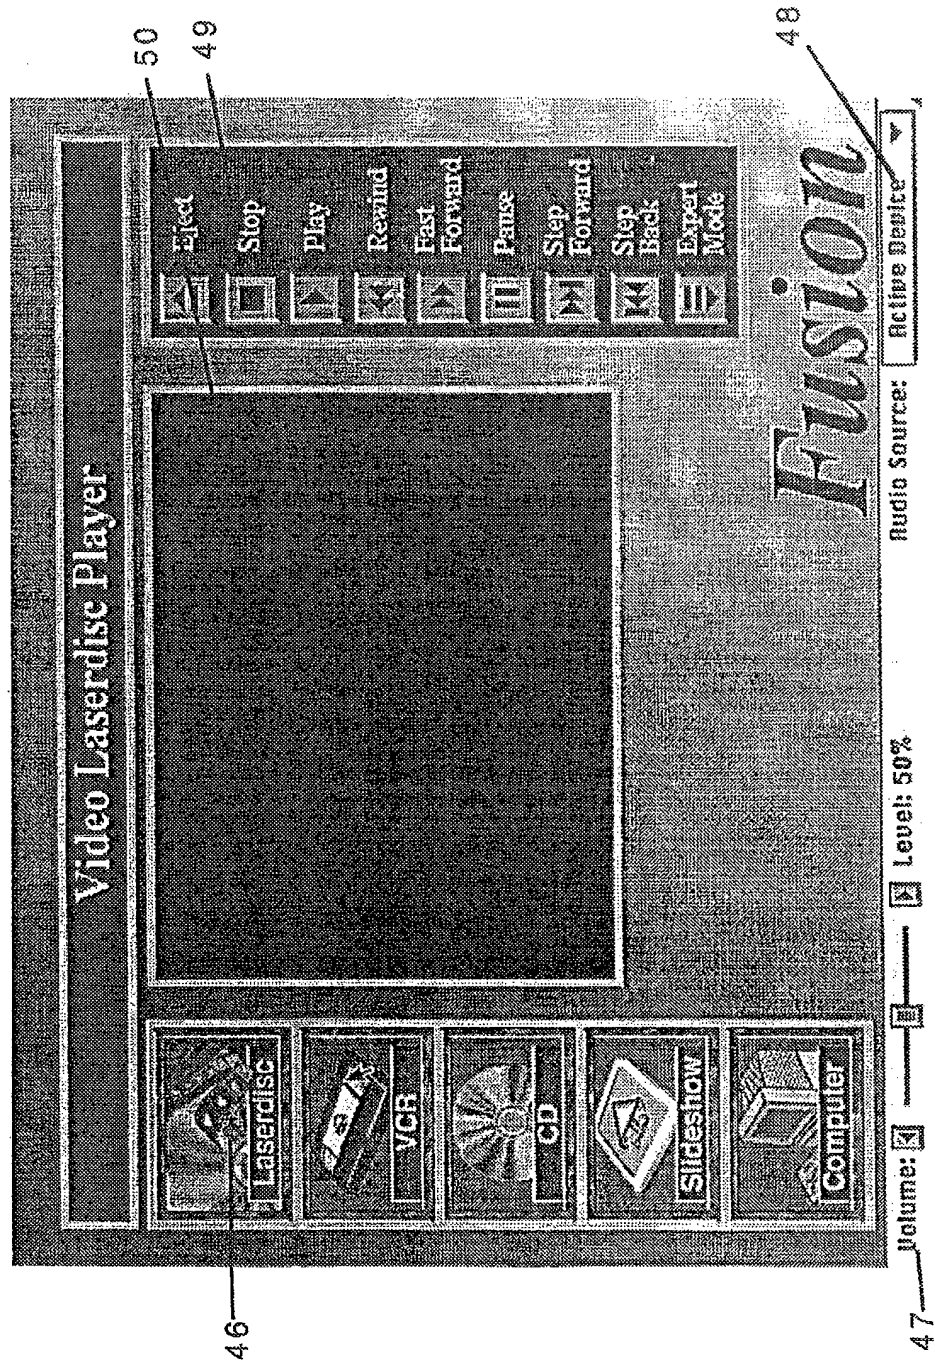 Video Laserdisc Player
Laserdisc
VCR
CD
Slideshow
Computer
Eject
Stop
Play
Rewind
Fast
Forward
Pause
Step
Forward
Step
Back
Expert
Mode
Fusion
Volume:
Level: 50%
Audio Source:
Active Device
46
47
48
49
50